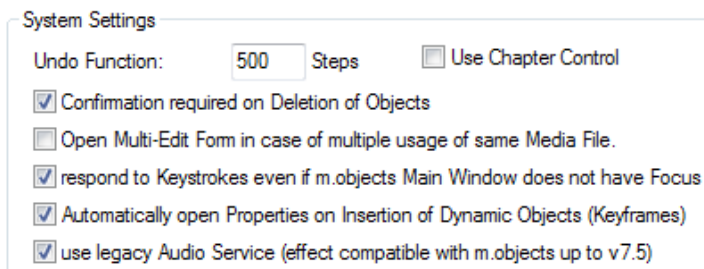 System Settings
Undo Function: 500 Steps Use Chapter Control
Confirmation required on Deletion of Objects
Open Multi-Edit Form in case of multiple usage of same Media File.
respond to Keystrokes even if m.objects Main Window does not have Focus
Automatically open Properties on Insertion of Dynamic Objects (Keyframes)
use legacy Audio Service (effect compatible with m.objects up to v7.5)